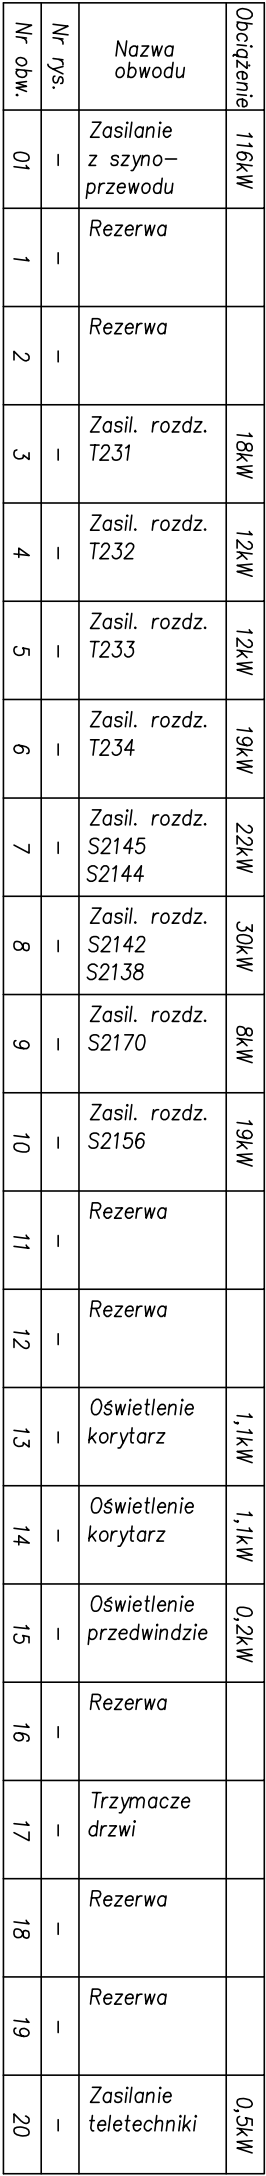 Nr obw.
Nr rys.
Nazwa
obwodu
Obciążenie
01
–
Zasilanie
z szyno–
przewodu
116kW
1
–
Rezerwa
2
–
Rezerwa
3
–
Zasil. rozdz.
T231
18kW
4
–
Zasil. rozdz.
T232
12kW
5
–
Zasil. rozdz.
T233
12kW
6
–
Zasil. rozdz.
T234
19kW
7
–
Zasil. rozdz.
S2145
S2144
22kW
8
–
Zasil. rozdz.
S2142
S2138
30kW
9
–
Zasil. rozdz.
S2170
8kW
10
–
Zasil. rozdz.
S2156
19kW
11
–
Rezerwa
12
–
Rezerwa
13
–
Oświetlenie
korytarz
1,1kW
14
–
Oświetlenie
korytarz
1,1kW
15
–
Oświetlenie
przedwindzie
0,2kW
16
–
Rezerwa
17
–
Trzymacze
drzwi
18
–
Rezerwa
19
–
Rezerwa
20
–
Zasilanie
teletechniki
0,5kW